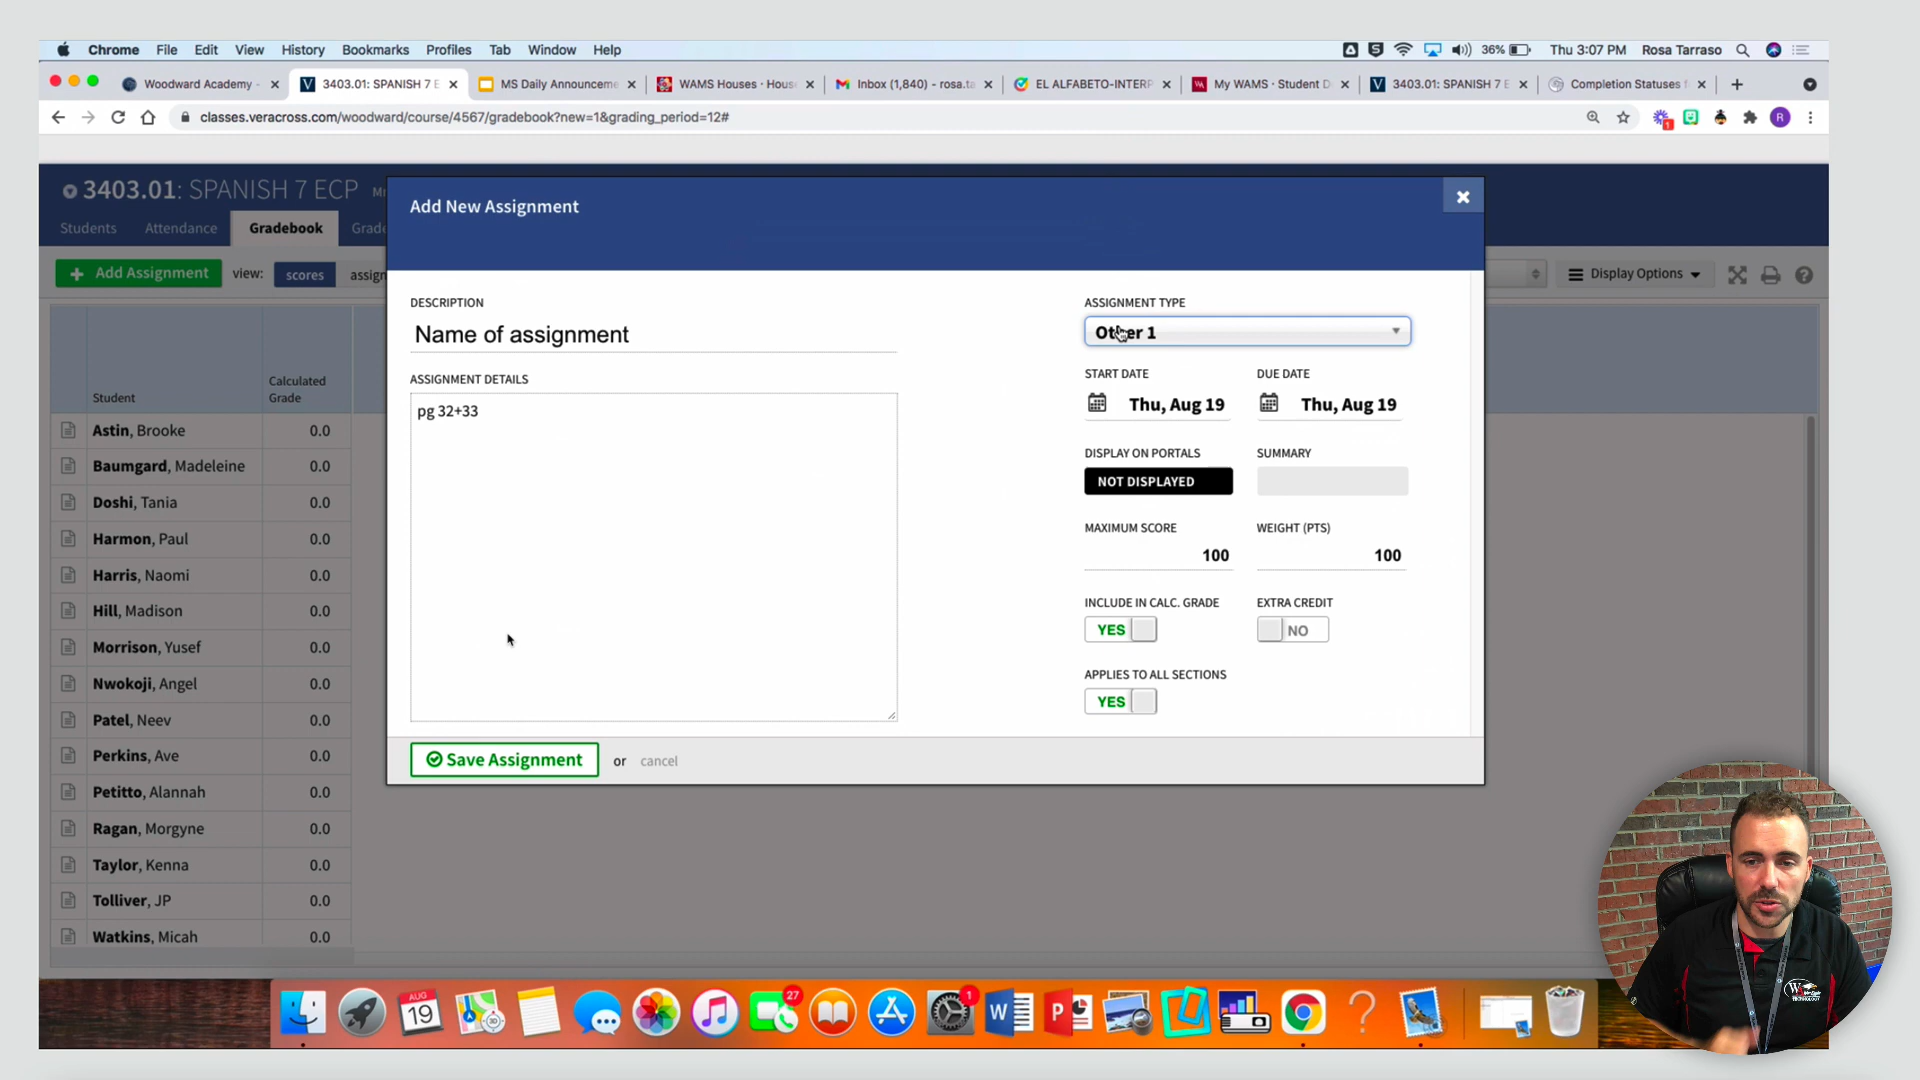 Chrome File Edit View History Bookmarks Profiles Tab Window Help 36% Thu 3:07 PM Rosa Tarraso
Woodward Academy - 3403.01: SPANISH 7 E MS Daily Announceme WAMS Houses · Hous Inbox (1,840) - rosa.ta EL ALFABETO-INTERP My WAMS · Student D 3403.01: SPANISH 7 E Completion Statuses
classes.veracross.com/woodward/course/4567/gradebook?new=1&grading_period=12# 1 R
3403.01: SPANISH 7 ECP
Students Attendance Gradebook Grade
Add Assignment view: scores assign Display Options
Add New Assignment
DESCRIPTION
Name of assignment
ASSIGNMENT DETAILS
pg 32+33
ASSIGNMENT TYPE
Other 1
START DATE DUE DATE
Thu, Aug 19 Thu, Aug 19
DISPLAY ON PORTALS SUMMARY
NOT DISPLAYED
MAXIMUM SCORE WEIGHT (PTS)
100 100
INCLUDE IN CALC. GRADE EXTRA CREDIT
YES NO
APPLIES TO ALL SECTIONS
YES
Save Assignment or cancel
Student Calculated Grade
Astin, Brooke 0.0
Baumgard, Madeleine 0.0
Doshi, Tania 0.0
Harmon, Paul 0.0
Harris, Naomi 0.0
Hill, Madison 0.0
Morrison, Yusef 0.0
Nwokoji, Angel 0.0
Patel, Neev 0.0
Perkins, Ave 0.0
Petitto, Alannah 0.0
Ragan, Morgyne 0.0
Taylor, Kenna 0.0
Tolliver, JP 0.0
Watkins, Micah 0.0
AUG 19 27 1